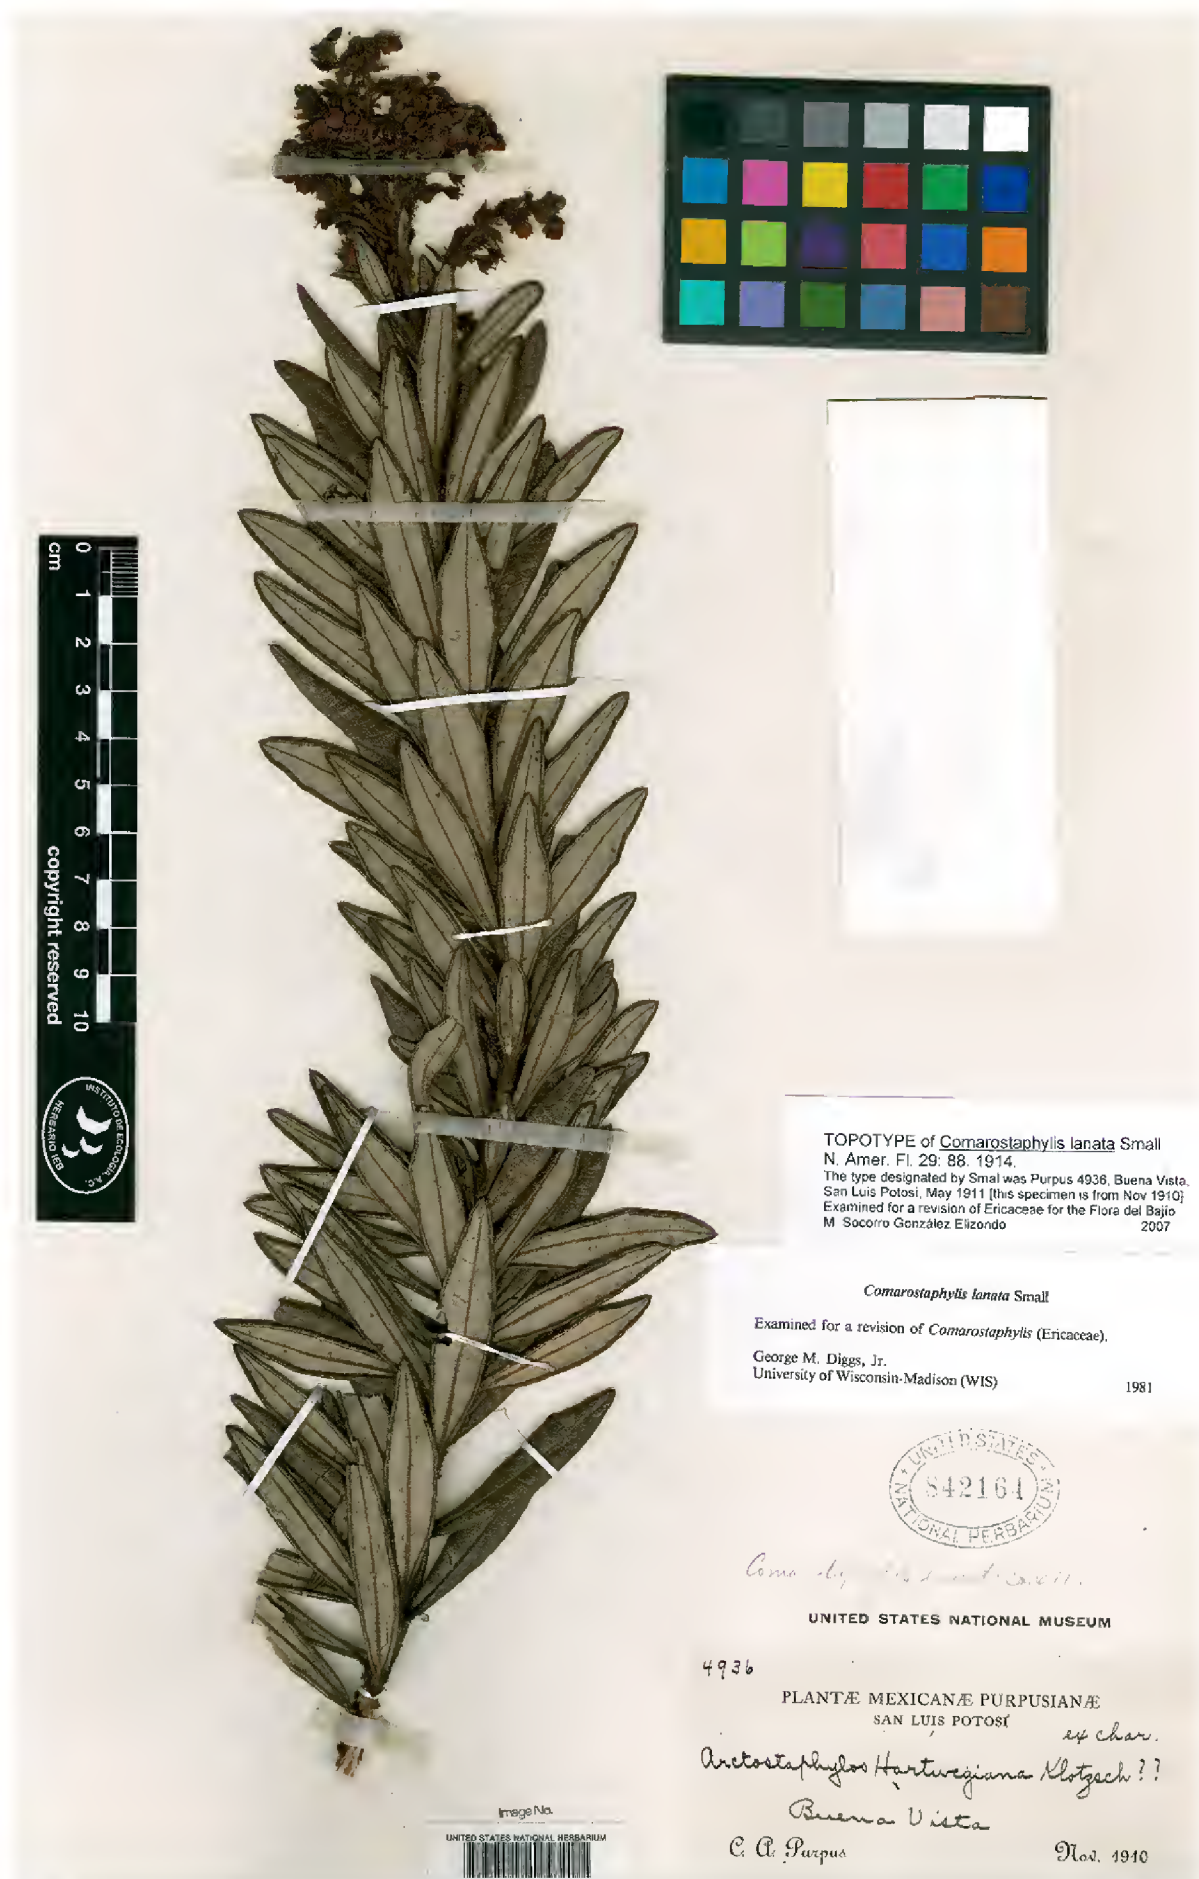 cm
0
1
2
3
4
5
6
7
8
9
10
copyright reserved
INSTITUTO DE ECOLOGIA, A.C.
HERBARIO IEB
TOPOTYPE of Comarostaphylis lanata Small
N. Amer. Fl. 29: 88. 1914.
The type designated by Smal was Purpus 4936, Buena Vista,
San Luis Potosi, May 1911 [this specimen is from Nov 1910]
Examined for a revision of Ericaceae for the Flora del Bajio
M Socorro González Elizondo 2007
Comarostaphylis lanata Small
Examined for a revision of Comarostaphylis (Ericaceae).
George M. Diggs, Jr.
University of Wisconsin-Madison (WIS) 1981
UNITED STATES
842164
NATIONAL HERBARIUM
UNITED STATES NATIONAL MUSEUM
4936
PLANTÆ MEXICANÆ PURPUSIANÆ
SAN LUIS POTOSÍ
ex char.
Arctostaphylos Hartwegiana Klotzsch??
Buena Vista
C. A. Purpus Nov. 1910
Image No.
UNITED STATES NATIONAL HERBARIUM